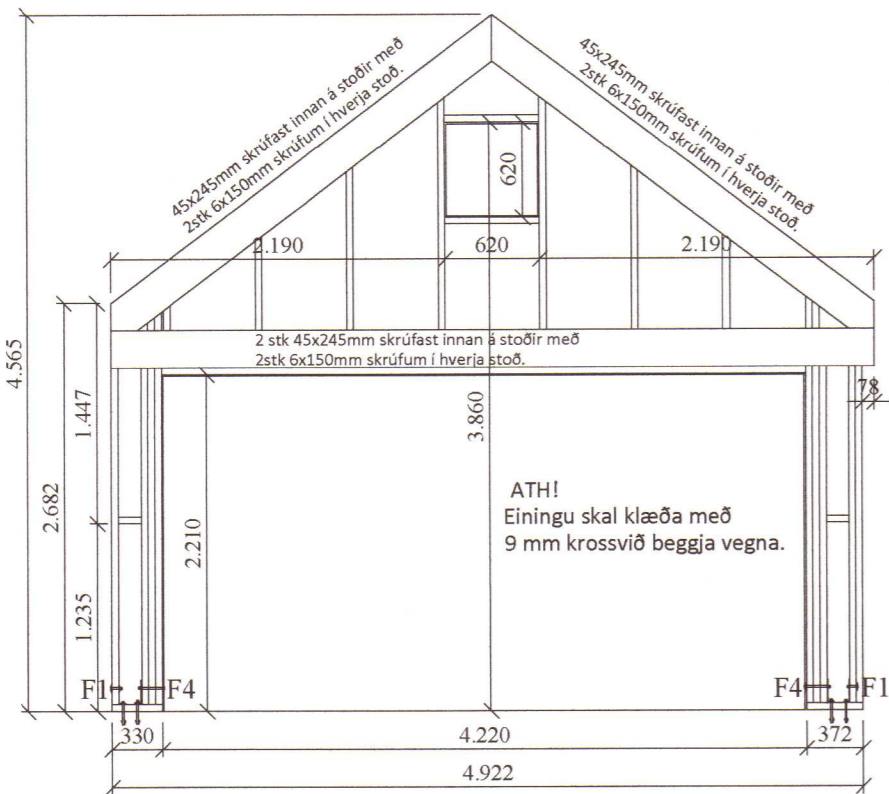 45x245mm skrúfast innan á stoðir með
2stk 6x150mm skrúfum í hverja stoð.
45x245mm skrúfast innan á stoðir með
2stk 6x150mm skrúfum í hverja stoð.
620
2.190
620
2.190
2 stk 45x245mm skrúfast innan á stoðir með
2stk 6x150mm skrúfum í hverja stoð.
4.565
1.447
3.860
78
2.682
2.210
ATH!
Einingu skal klæða með
9 mm krossvið beggja vegna.
1.235
F1
F4
F4
F1
330
4.220
372
4.922